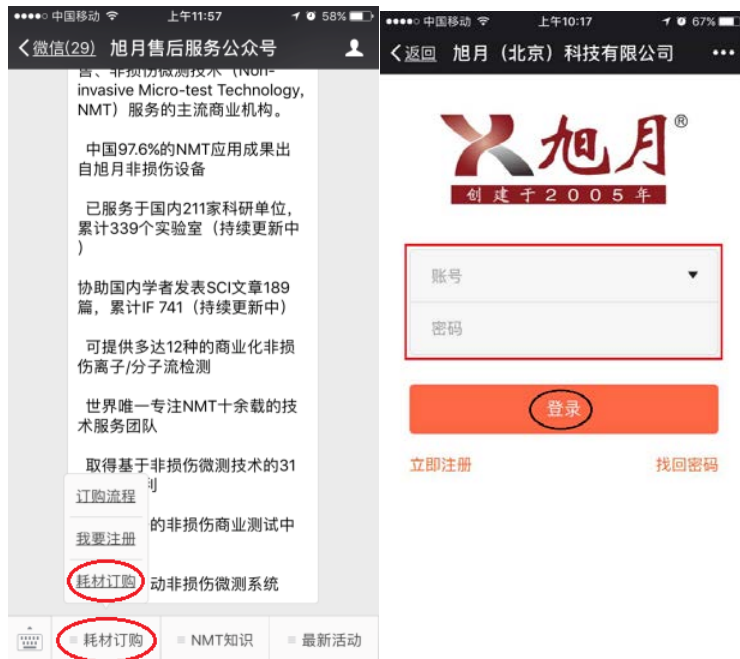 中国移动 上午11:57 58%
微信(29) 旭月售后服务公众号
售、非损伤微测技术（Non-
invasive Micro-test Technology,
NMT）服务的主流商业机构。
中国97.6%的NMT应用成果出
自旭月非损伤设备
已服务于国内211家科研单位，
累计339个实验室（持续更新中
）
协助国内学者发表SCI文章189
篇，累计IF 741（持续更新中）
可提供多达12种的商业化非损
伤离子/分子流检测
世界唯一专注NMT十余载的技
术服务团队
取得基于非损伤微测技术的31
利
的非损伤商业测试中
动非损伤微测系统
订购流程
我要注册
耗材订购
耗材订购 NMT知识 最新活动
中国移动 上午10:17 67%
返回 旭月（北京）科技有限公司
旭月®
创建于2005年
账号
密码
登录
立即注册 找回密码